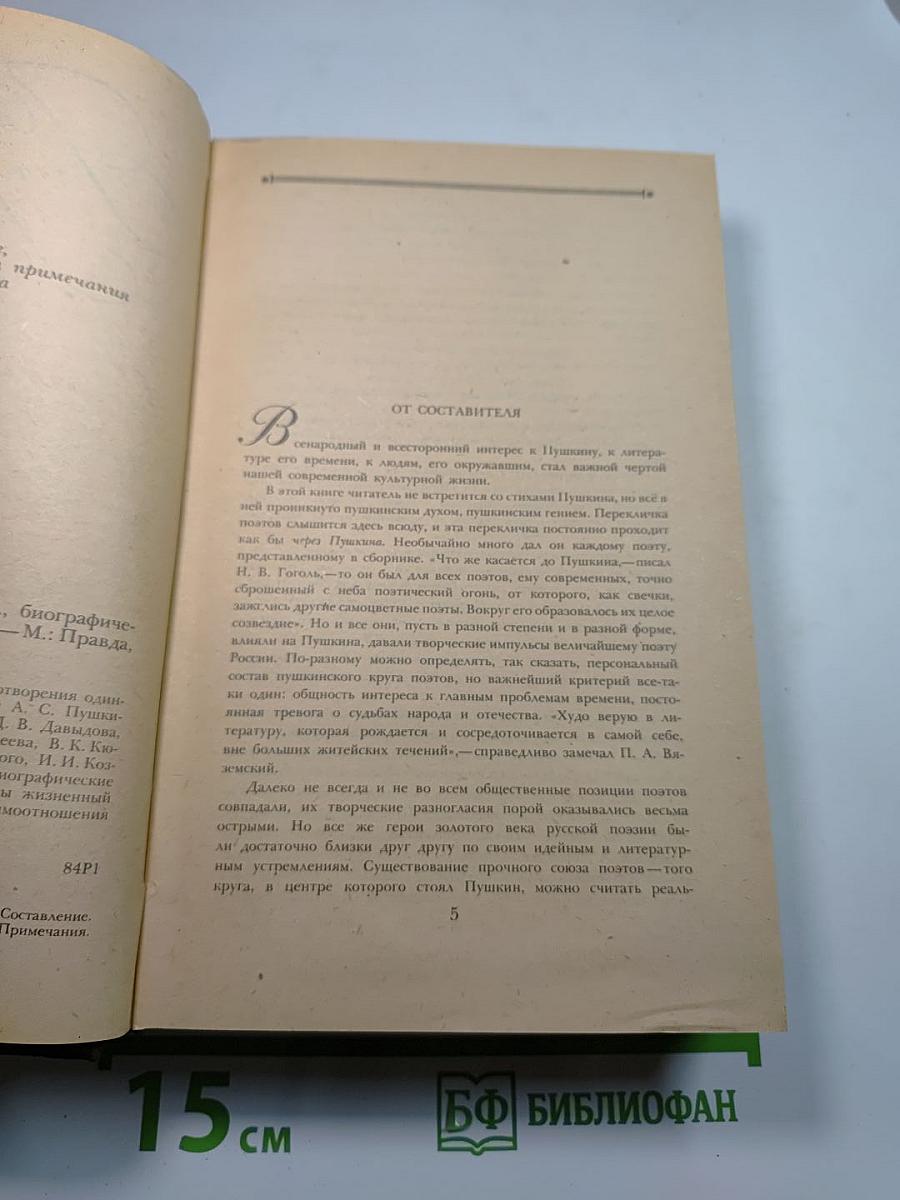 е,
примечания
а
., биографиче-
— М.: Правда,
отворения один-
А. С. Пушки-
Д. В. Давыдова,
еева, В. К. Кю-
ого, И. И. Коз-
иографические
ы жизненный
имоотношения
84Р1
Составление.
Примечания.
ОТ СОСТАВИТЕЛЯ
Всенародный и всесторонний интерес к Пушкину, к литера-
туре его времени, к людям, его окружавшим, стал важной чертой
нашей современной культурной жизни.
В этой книге читатель не встретится со стихами Пушкина, но всё в
ней проникнуто пушкинским духом, пушкинским гением. Перекличка
поэтов слышится здесь всюду, и эта перекличка постоянно проходит
как бы через Пушкина. Необычайно много дал он каждому поэту,
представленному в сборнике. «Что же касается до Пушкина,—писал
Н. В. Гоголь,—то он был для всех поэтов, ему современных, точно
сброшенный с неба поэтический огонь, от которого, как свечки,
зажглись другие самоцветные поэты. Вокруг его образовалось их целое
созвездие». Но и все они, пусть в разной степени и в разной форме,
влияли на Пушкина, давали творческие импульсы величайшему поэту
России. По-разному можно определять, так сказать, персональный
состав пушкинского круга поэтов, но важнейший критерий все-та-
ки один: общность интереса к главным проблемам времени, посто-
янная тревога о судьбах народа и отечества. «Худо верую в ли-
тературу, которая рождается и сосредоточивается в самой себе,
вне больших житейских течений»,—справедливо замечал П. А. Вя-
земский.
Далеко не всегда и не во всем общественные позиции поэтов
совпадали, их творческие разногласия порой оказывались весьма
острыми. Но все же герои золотого века русской поэзии бы-
ли достаточно близки друг другу по своим идейным и литератур-
ным устремлениям. Существование прочного союза поэтов—того
круга, в центре которого стоял Пушкин, можно считать реаль-
5
15 см
БФ БИБЛИОФАН